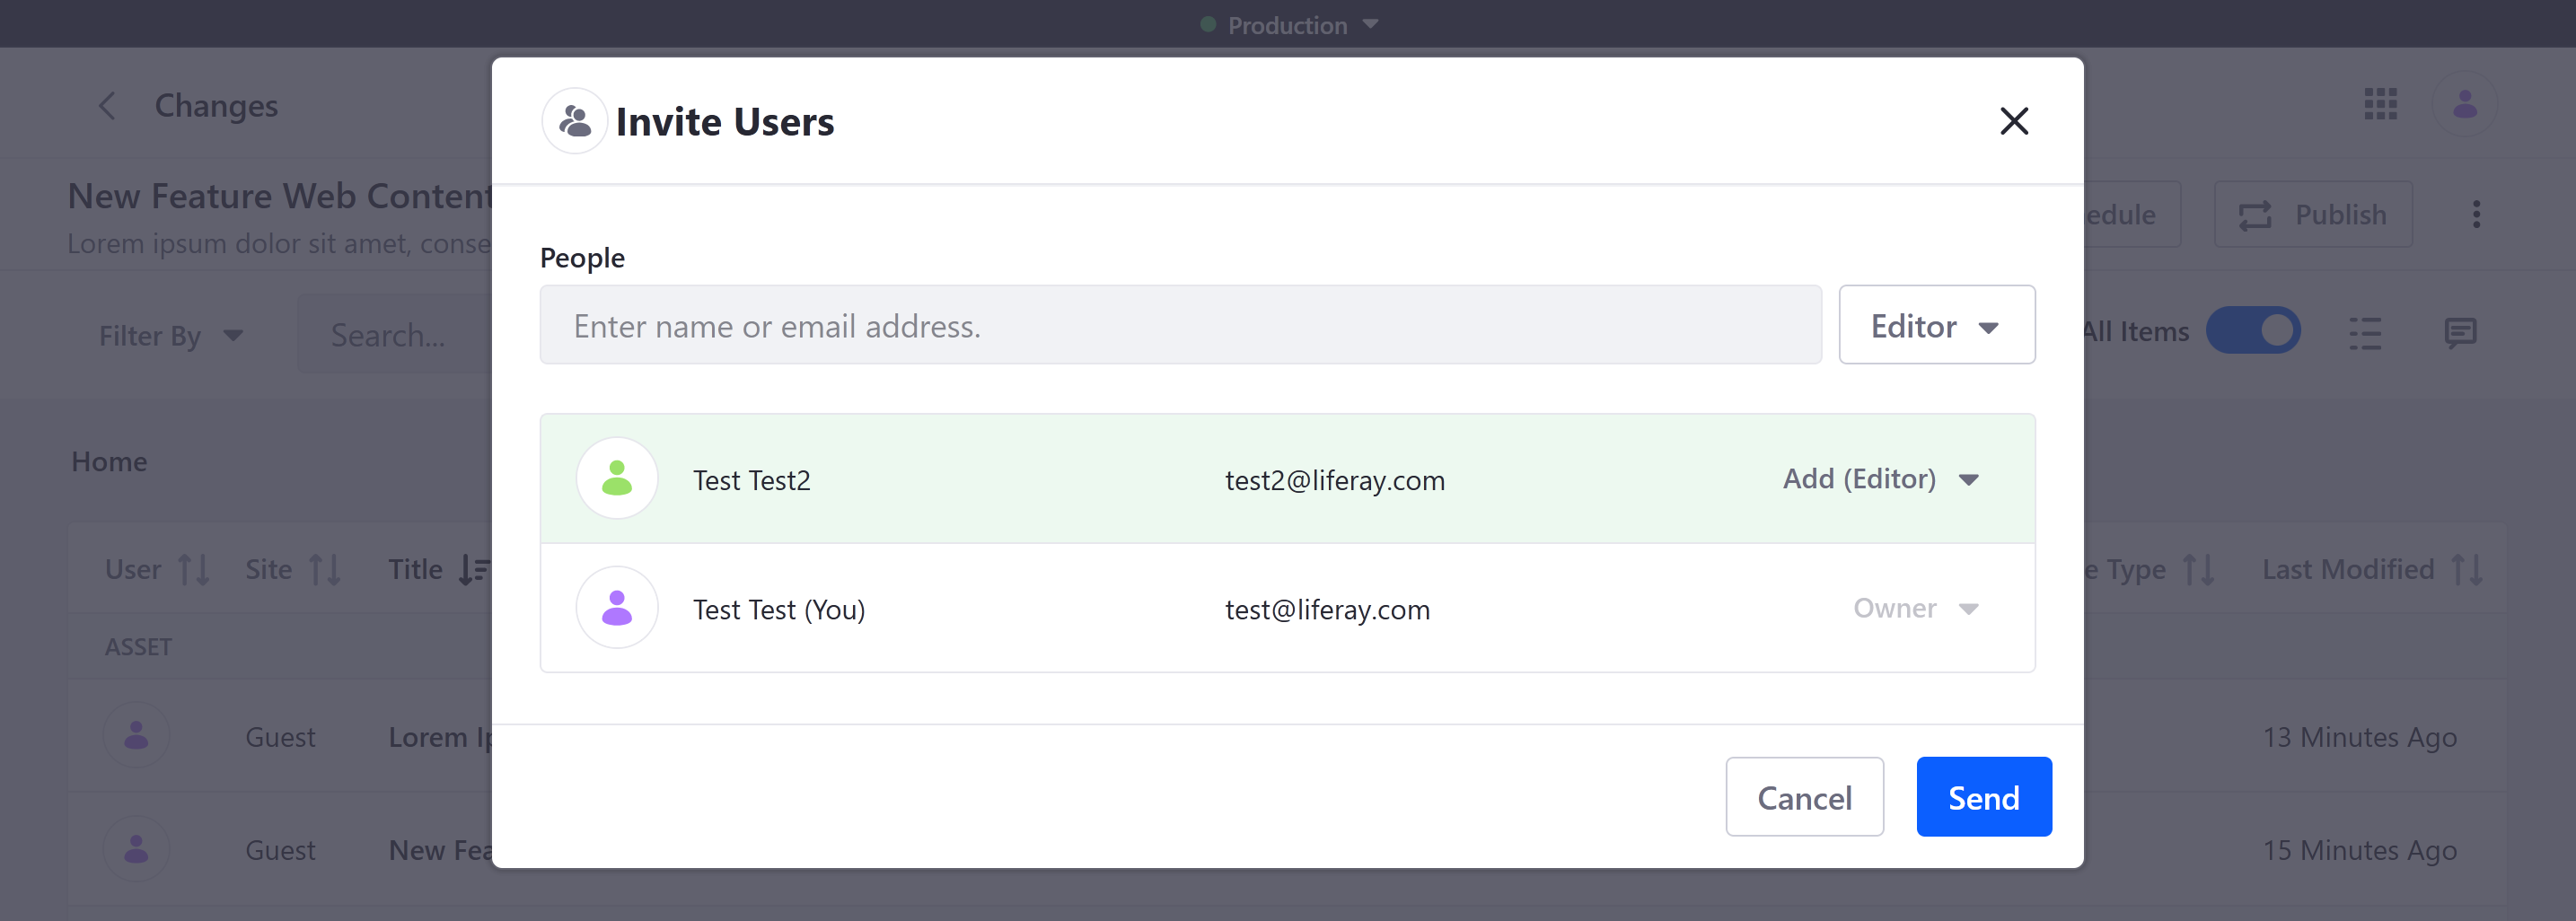 Production
Changes
Invite Users
New Feature Web Content
Lorem ipsum dolor sit amet, conse
edule
Publish
People
Filter By
Search...
Enter name or email address.
Editor
All Items
Home
Test Test2
test2@liferay.com
Add (Editor)
User
Site
Title
e Type
Last Modified
Test Test (You)
test@liferay.com
Owner
ASSET
Guest
Lorem Ip
13 Minutes Ago
Cancel
Send
Guest
New Fea
15 Minutes Ago